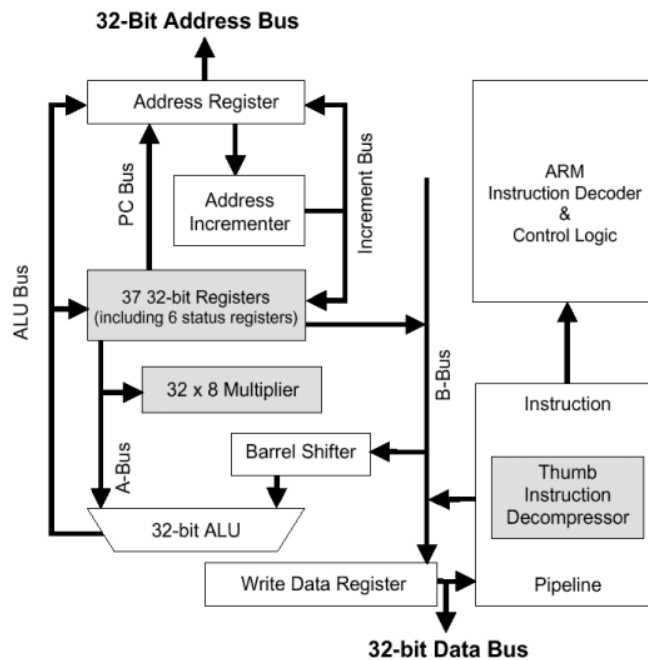 32-Bit Address Bus
Address Register
ARM
Instruction Decoder
&
Control Logic
PC Bus
Address
Incrementer
Increment Bus
ALU Bus
37 32-bit Registers
(including 6 status registers)
32 x 8 Multiplier
B-Bus
Instruction
A-Bus
Barrel Shifter
Thumb
Instruction
Decompressor
32-bit ALU
Write Data Register
Pipeline
32-bit Data Bus